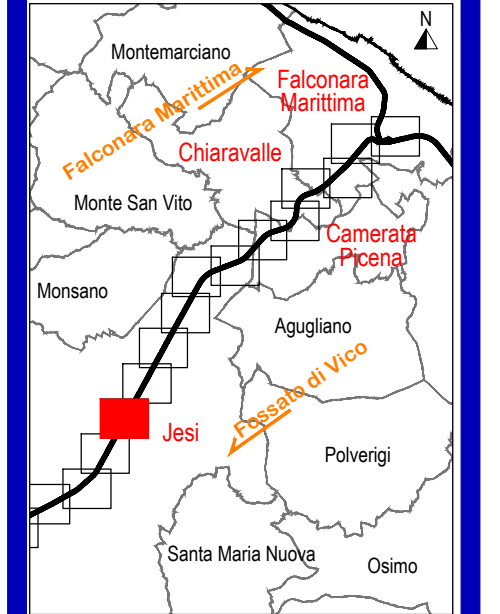 N
Montemarciano
Falconara Marittima
Falconara
Marittima
Chiaravalle
Monte San Vito
Camerata
Picena
Monsano
Agugliano
Fossato di Vico
Jesi
Polverigi
Santa Maria Nuova
Osimo